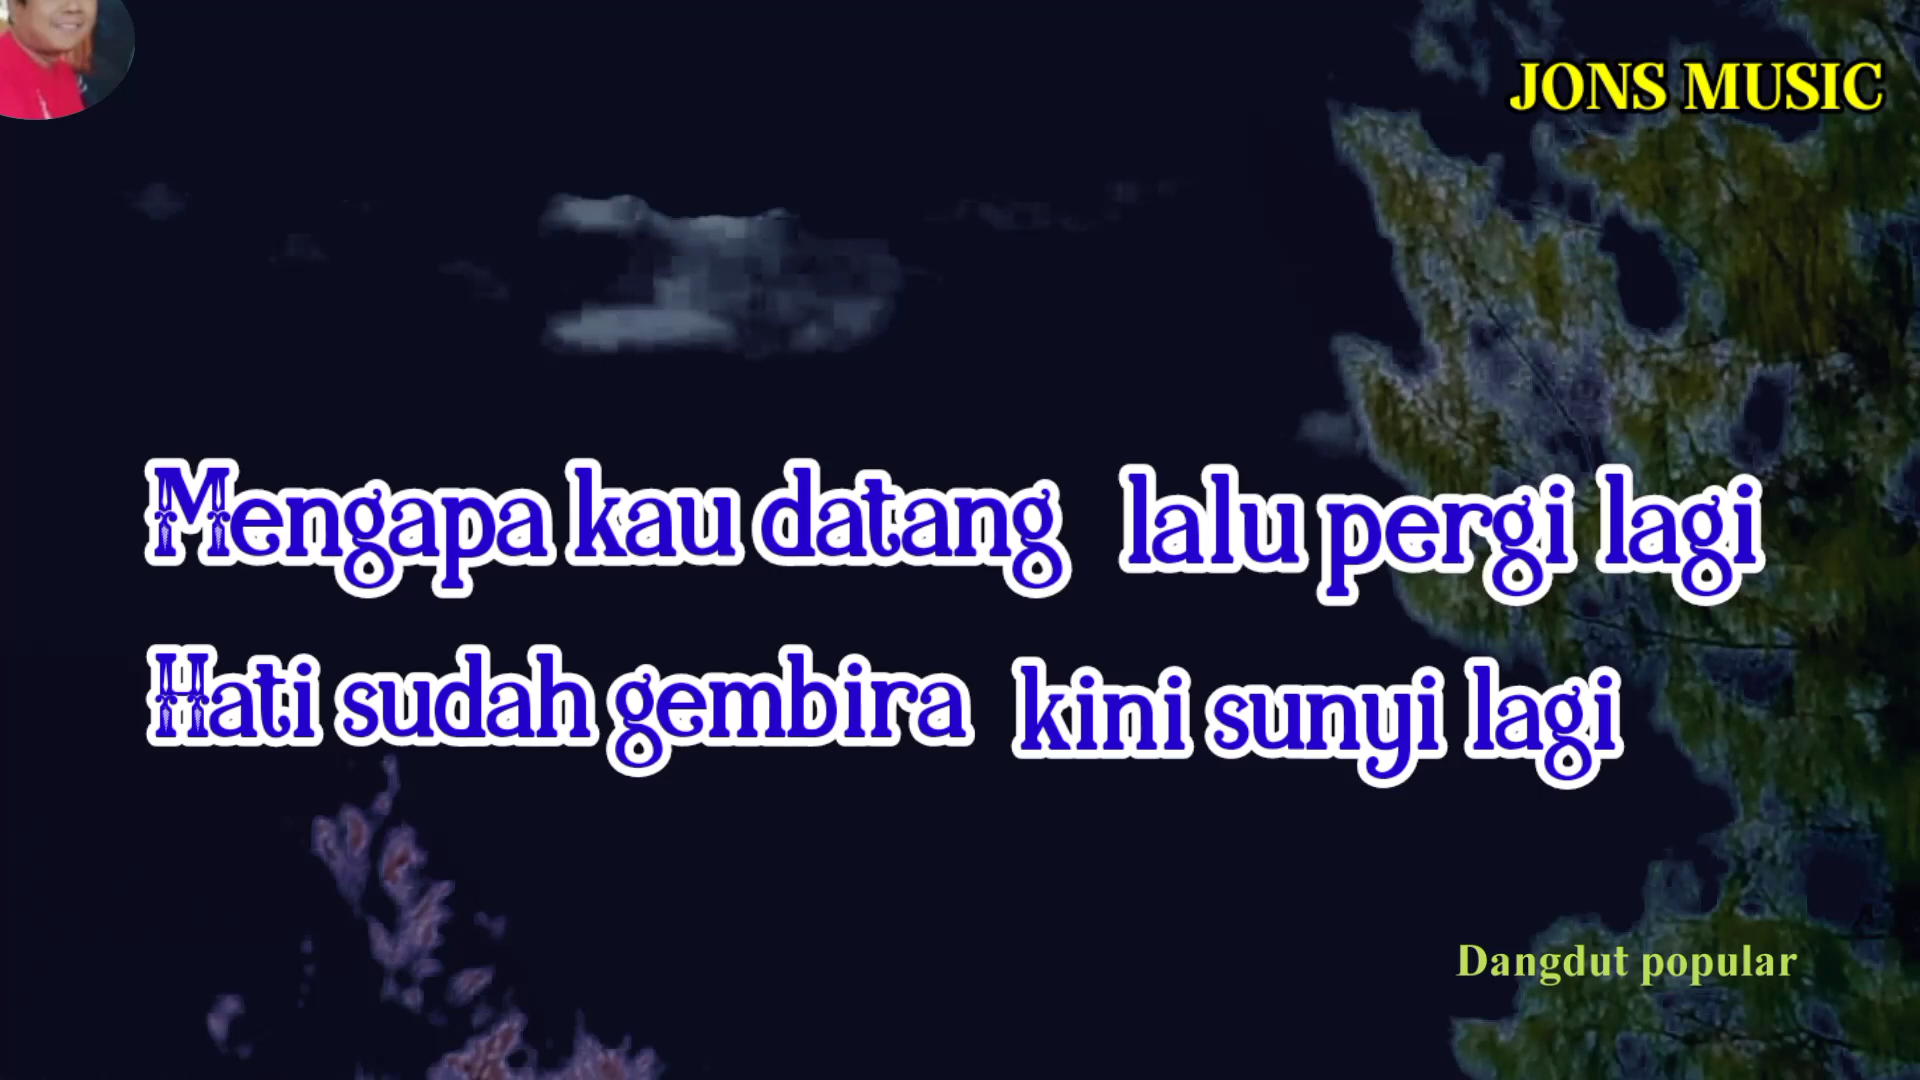 JONS MUSIC
Mengapa kau datang lalu pergi lagi
Hati sudah gembira kini sunyi lagi
Dangdut popular